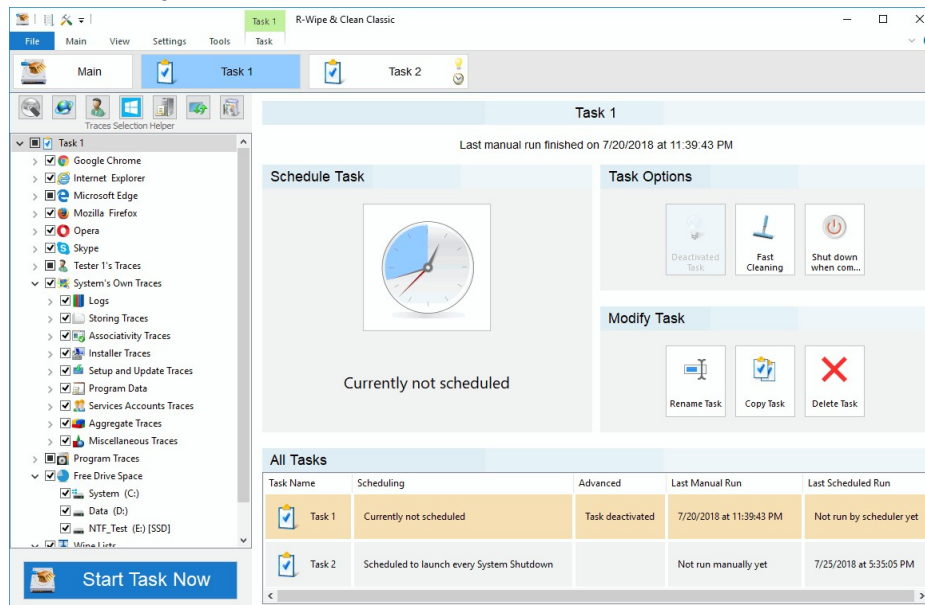 Task 1
R-Wipe & Clean Classic
File Main View Settings Tools Task
Main
Task 1
Task 2
Traces Selection Helper
Task 1
Google Chrome
Internet Explorer
Microsoft Edge
Mozilla Firefox
Opera
Skype
Tester 1's Traces
System's Own Traces
Logs
Storing Traces
Associativity Traces
Installer Traces
Setup and Update Traces
Program Data
Services Accounts Traces
Aggregate Traces
Miscellaneous Traces
Program Traces
Free Drive Space
System (C:)
Data (D:)
NTF_Test (E:) [SSD]
Wipe Lists
Start Task Now
Task 1
Last manual run finished on 7/20/2018 at 11:39:43 PM
Schedule Task
Currently not scheduled
Task Options
Deactivated
Task
Fast
Cleaning
Shut down
when com...
Modify Task
Rename Task
Copy Task
Delete Task
All Tasks
Task Name Scheduling Advanced Last Manual Run Last Scheduled Run
Task 1 Currently not scheduled Task deactivated 7/20/2018 at 11:39:43 PM Not run by scheduler yet
Task 2 Scheduled to launch every System Shutdown Not run manually yet 7/25/2018 at 5:35:05 PM